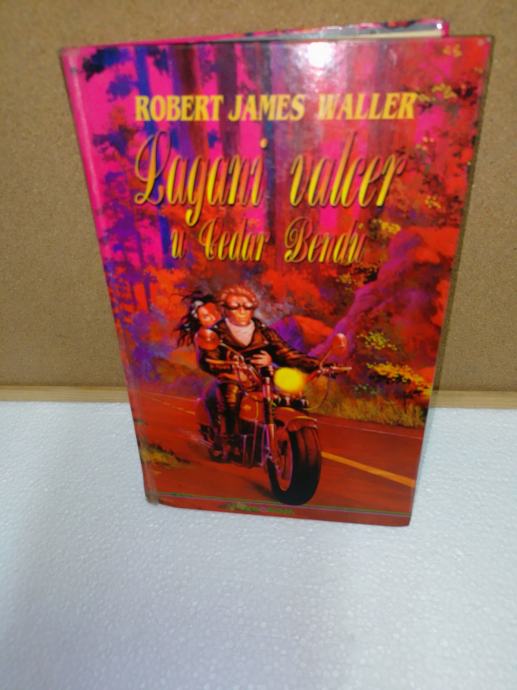 ROBERT JAMES WALLER
Lagani valcer
u Cedar Bendu